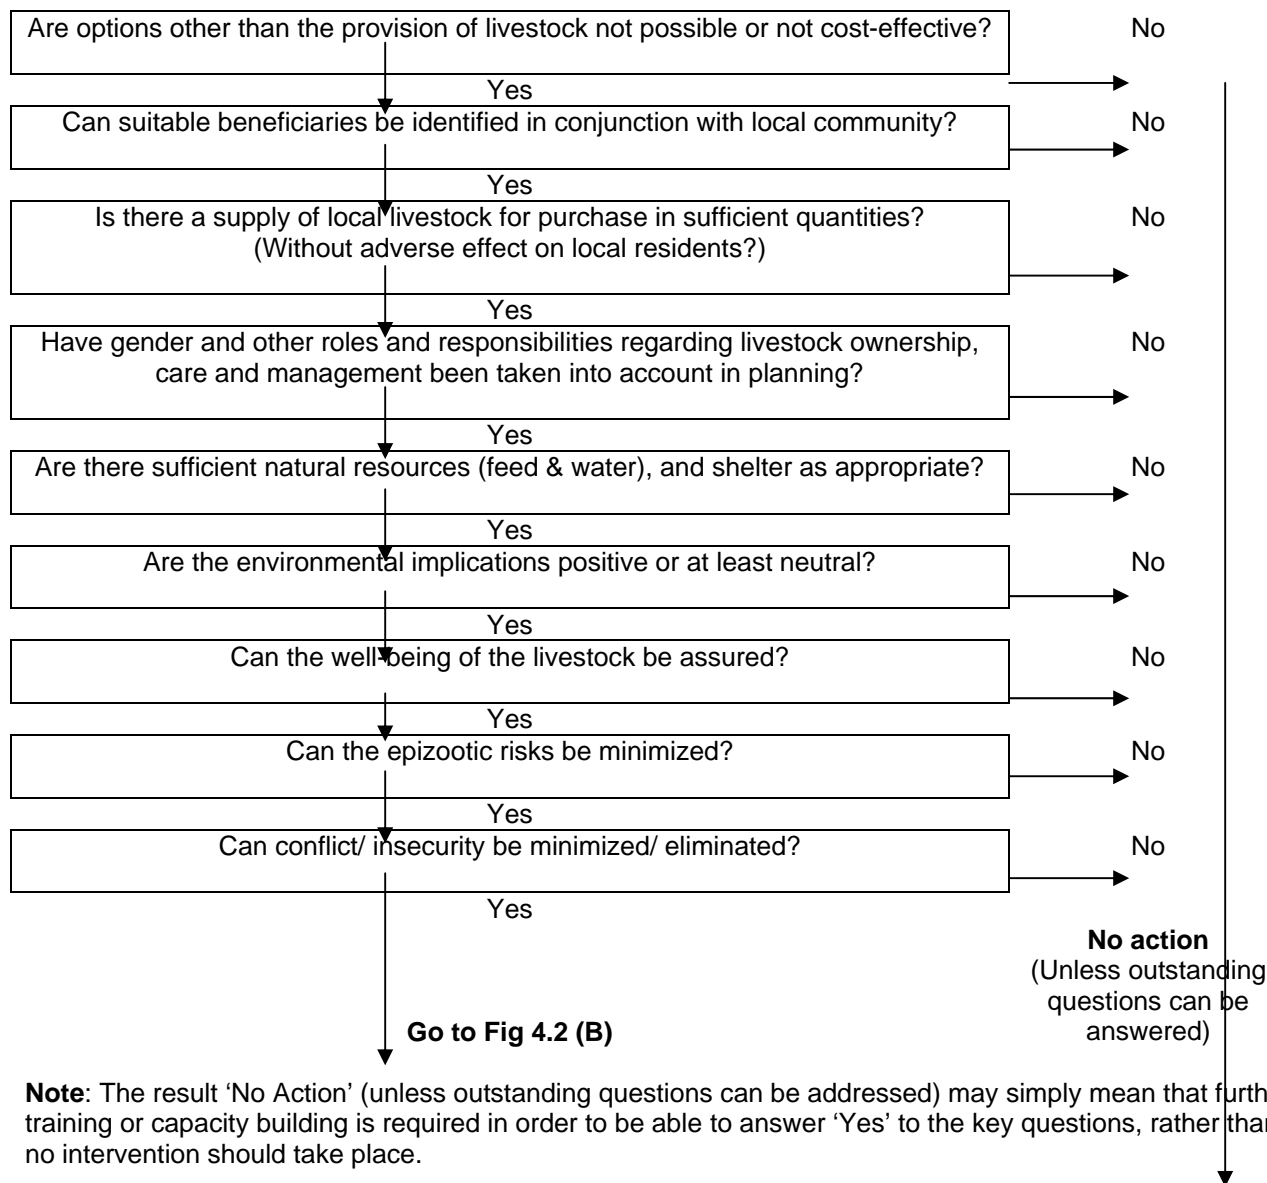 Are options other than the provision of livestock not possible or not cost-effective? No
Yes
Can suitable beneficiaries be identified in conjunction with local community? No
Yes
Is there a supply of local livestock for purchase in sufficient quantities? No
(Without adverse effect on local residents?)
Yes
Have gender and other roles and responsibilities regarding livestock ownership, No
care and management been taken into account in planning?
Yes
Are there sufficient natural resources (feed & water), and shelter as appropriate? No
Yes
Are the environmental implications positive or at least neutral? No
Yes
Can the well-being of the livestock be assured? No
Yes
Can the epizootic risks be minimized? No
Yes
Can conflict/ insecurity be minimized/ eliminated? No
Yes
No action
(Unless outstanding
questions can be
answered)
Go to Fig 4.2 (B)
Note: The result ‘No Action’ (unless outstanding questions can be addressed) may simply mean that furth
training or capacity building is required in order to be able to answer ‘Yes’ to the key questions, rather than
no intervention should take place.